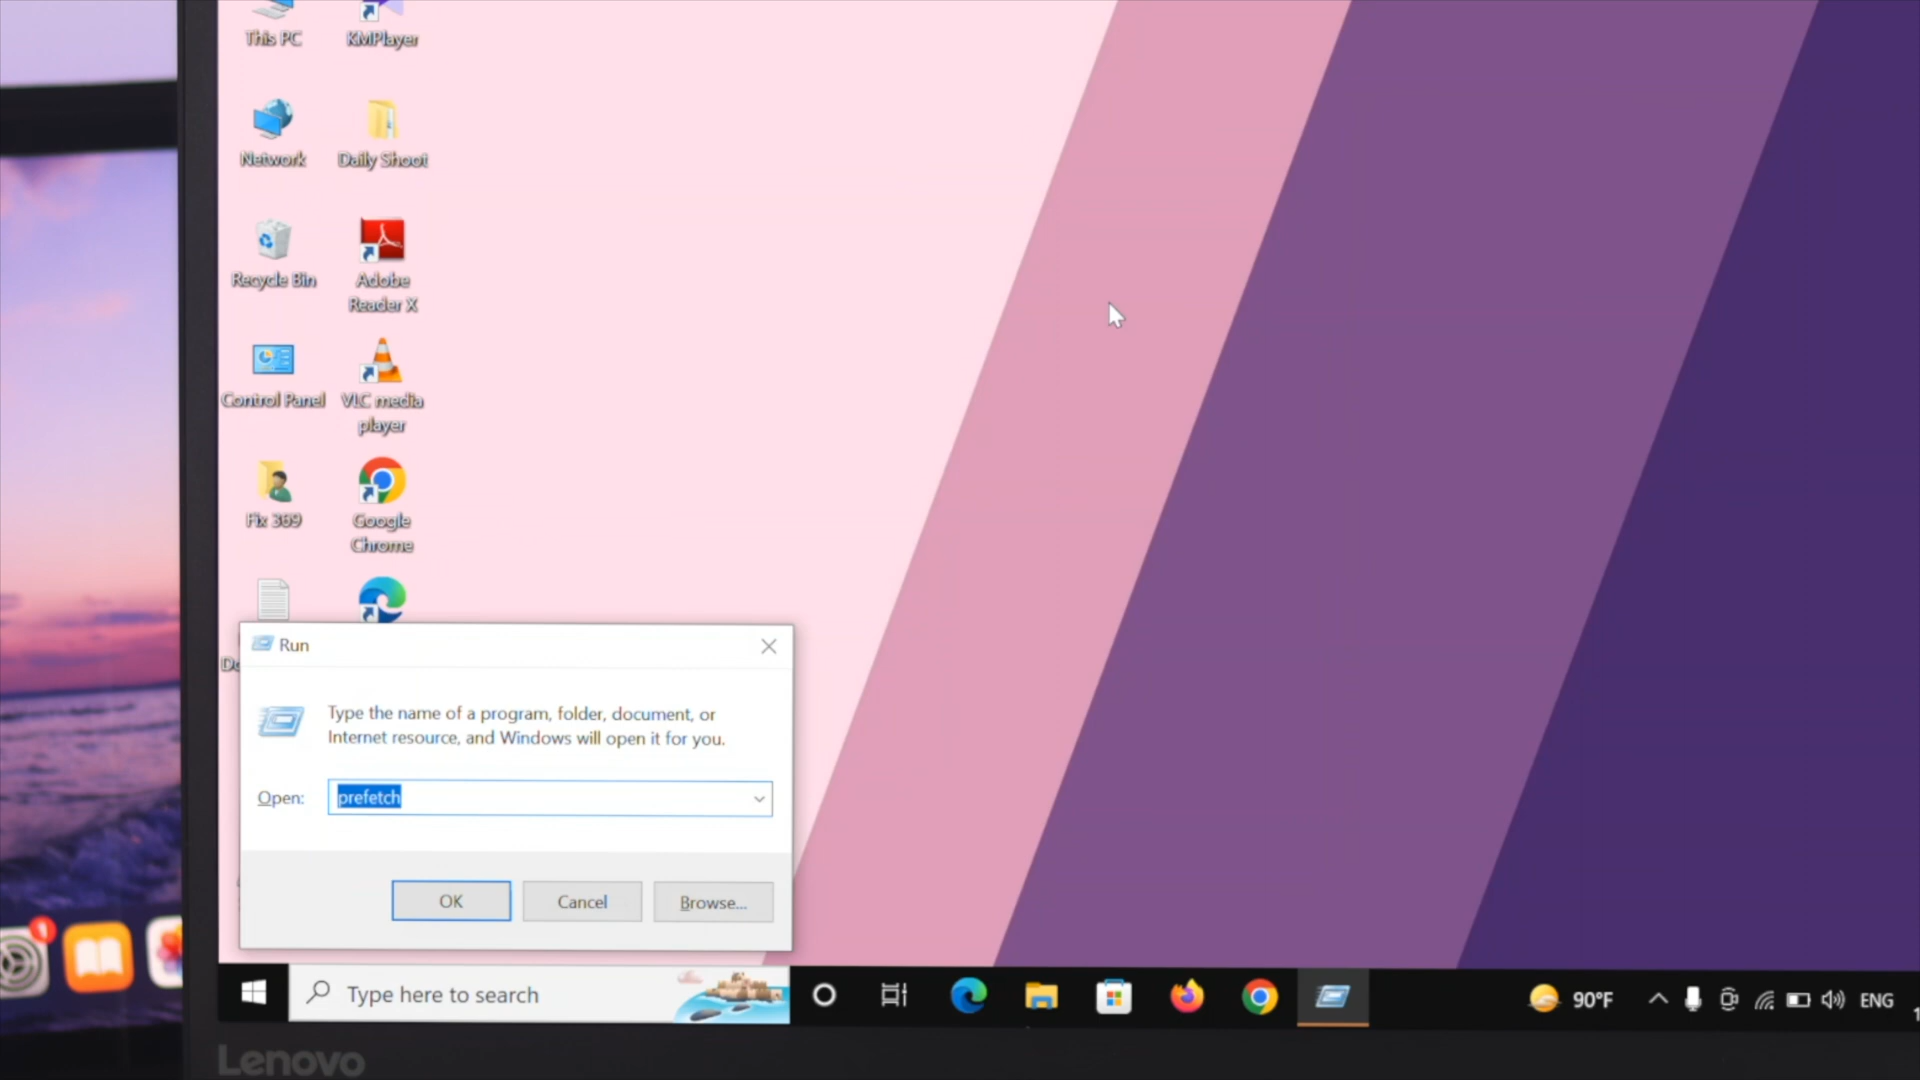 This PC
KMPlayer
Network
Daily Shoot
Recycle Bin
Adobe
Reader X
Control Panel
VLC media
player
Fix 369
Google
Chrome
Run
Type the name of a program, folder, document, or
Internet resource, and Windows will open it for you.
Open:
prefetch
OK
Cancel
Browse...
Type here to search
90°F
ENG
Lenovo